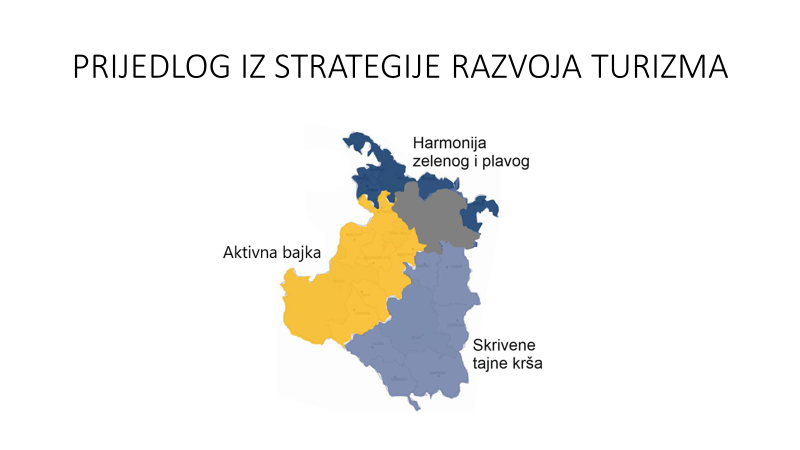 PRIJEDLOG IZ STRATEGIJE RAZVOJA TURIZMA
Harmonija
zelenog i plavog
Aktivna bajka
Skrivene
tajne krša